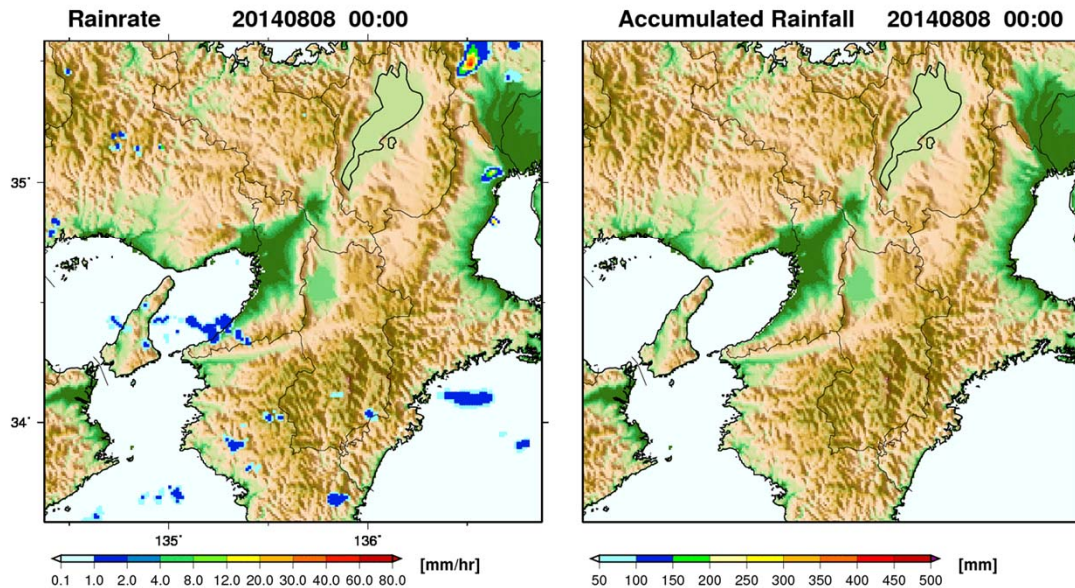 Rainrate 20140808 00:00
Accumulated Rainfall 20140808 00:00
35°
34°
135° 136°
0.1 1.0 2.0 4.0 8.0 12.0 20.0 30.0 40.0 60.0 80.0 [mm/hr]
50 100 150 200 250 300 350 400 450 500 [mm]